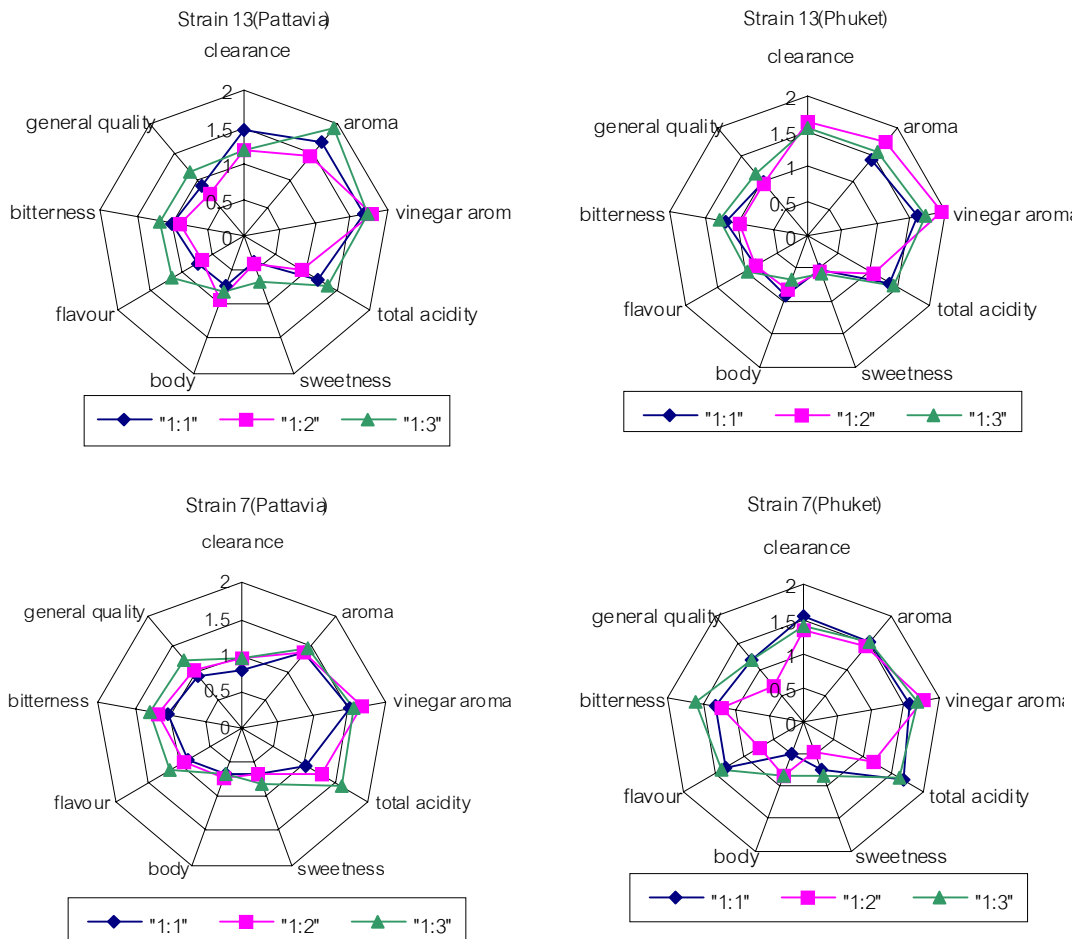 Strain 13(Pattavia)
clearance
2
1.5
1
0.5
0
aroma
vinegar arom
total acidity
sweetness
body
flavour
bitterness
general quality
"1:1" "1:2" "1:3"
Strain 13(Phuket)
clearance
2
1.5
1
0.5
0
aroma
vinegar aroma
total acidity
sweetness
body
flavour
bitterness
general quality
"1:1" "1:2" "1:3"
Strain 7(Pattavia)
clearance
2
1.5
1
0.5
0
aroma
vinegar aroma
total acidity
sweetness
body
flavour
bitterness
general quality
"1:1" "1:2" "1:3"
Strain 7(Phuket)
clearance
2
1.5
1
0.5
0
aroma
vinegar aroma
total acidity
sweetness
body
flavour
bitterness
general quality
"1:1" "1:2" "1:3"